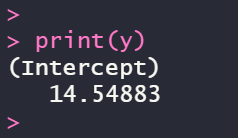 >
> print(y)
(Intercept)
   14.54883
>